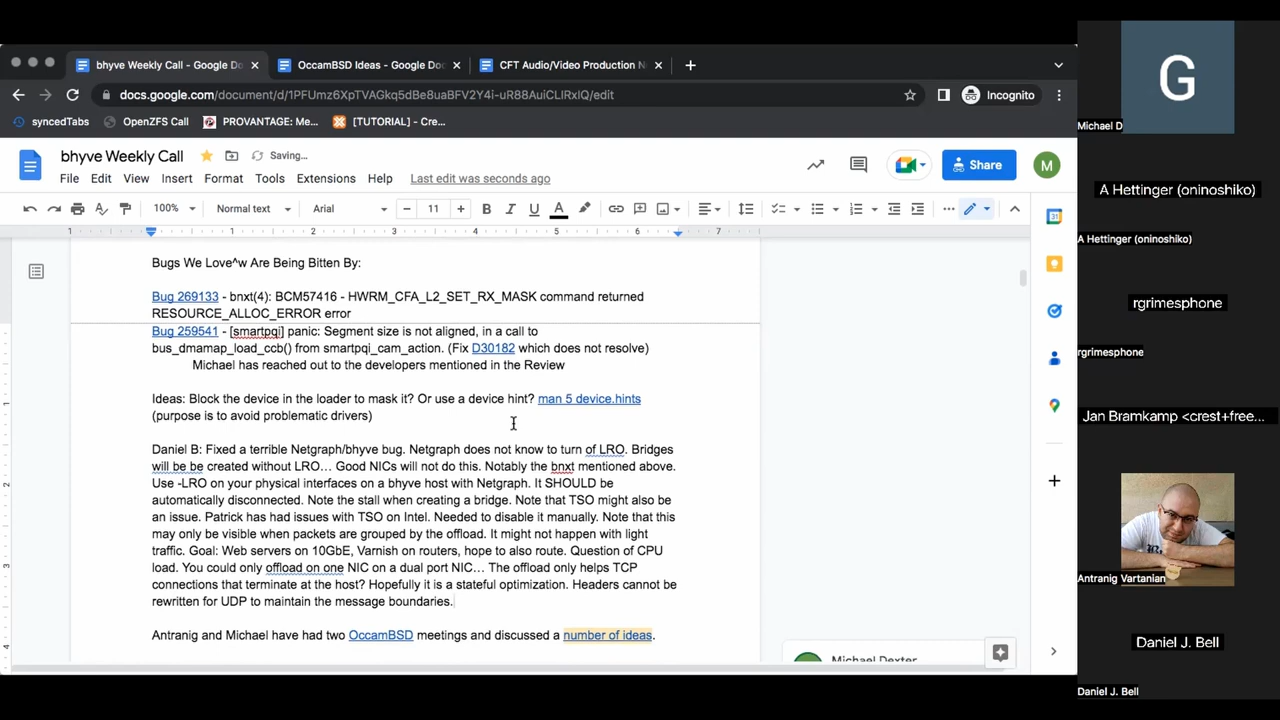 bhyve Weekly Call - Google Do
OccamBSD Ideas - Google Doc
CFT Audio/Video Production N
docs.google.com/document/d/1PFUmz6XpTVAGkq5dBe8uaBFV2Y4i-uR88AuiCLlRxIQ/edit
Incognito
syncedTabs
OpenZFS Call
PROVANTAGE: Me...
[TUTORIAL] - Cre...
bhyve Weekly Call
Saving...
Share
M
File Edit View Insert Format Tools Extensions Help
Last edit was seconds ago
100% Normal text Arial 11
1 1 2 3 4 5 6 7
Bugs We Love^w Are Being Bitten By:
Bug 269133 - bnxt(4): BCM57416 - HWRM_CFA_L2_SET_RX_MASK command returned
RESOURCE_ALLOC_ERROR error
Bug 259541 - [smartpqi] panic: Segment size is not aligned, in a call to
bus_dmamap_load_ccb() from smartpqi_cam_action. (Fix D30182 which does not resolve)
Michael has reached out to the developers mentioned in the Review
Ideas: Block the device in the loader to mask it? Or use a device hint? man 5 device.hints
(purpose is to avoid problematic drivers)
Daniel B: Fixed a terrible Netgraph/bhyve bug. Netgraph does not know to turn of LRO. Bridges
will be be created without LRO... Good NICs will not do this. Notably the bnxt mentioned above.
Use -LRO on your physical interfaces on a bhyve host with Netgraph. It SHOULD be
automatically disconnected. Note the stall when creating a bridge. Note that TSO might also be
an issue. Patrick has had issues with TSO on Intel. Needed to disable it manually. Note that this
may only be visible when packets are grouped by the offload. It might not happen with light
traffic. Goal: Web servers on 10GbE, Varnish on routers, hope to also route. Question of CPU
load. You could only offload on one NIC on a dual port NIC... The offload only helps TCP
connections that terminate at the host? Hopefully it is a stateful optimization. Headers cannot be
rewritten for UDP to maintain the message boundaries.
Antranig and Michael have had two OccamBSD meetings and discussed a number of ideas.
Michael Dexter
G
Michael D
A Hettinger (oninoshiko)
A Hettinger (oninoshiko)
rgrimesphone
rgrimesphone
Jan Bramkamp <crest+free...
Antranig Vartanian
Daniel J. Bell
Daniel J. Bell